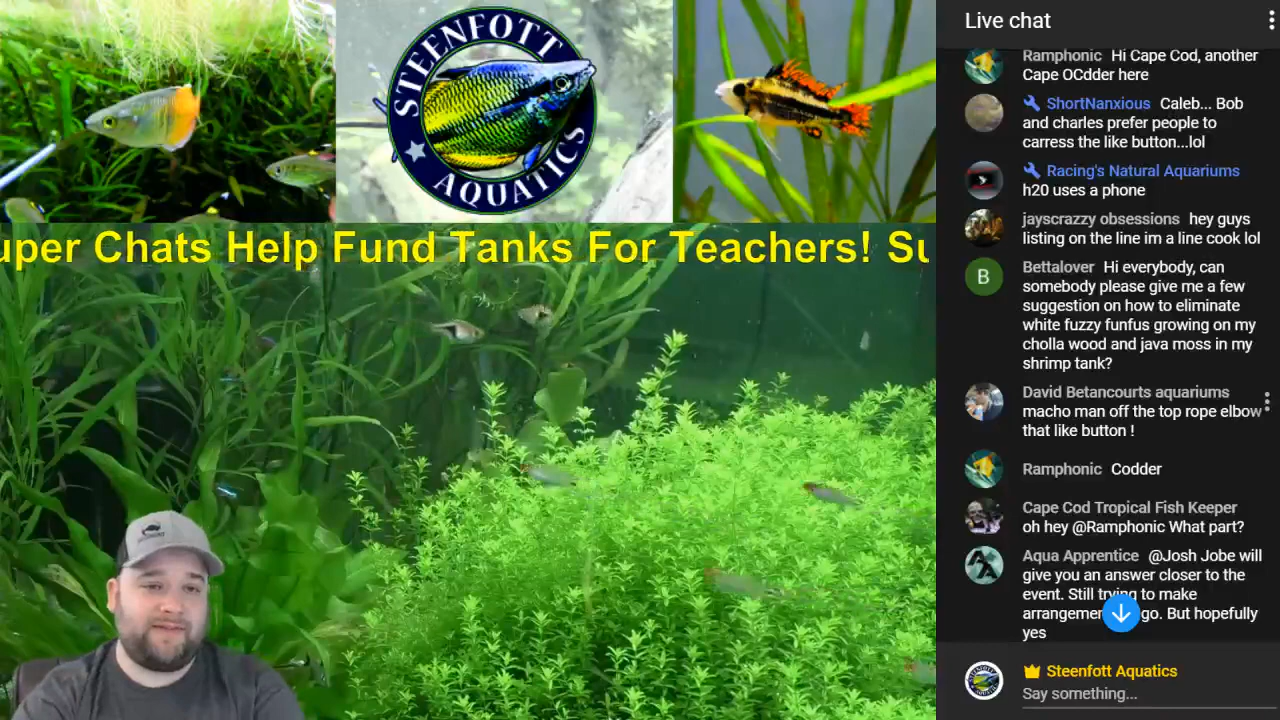 STEENFOTT
AQUATICS
uper Chats Help Fund Tanks For Teachers! Su
Live chat
Ramphonic Hi Cape Cod, another
Cape OCdder here
ShortNanxious Caleb... Bob
and charles prefer people to
carress the like button...lol
Racing's Natural Aquariums
h20 uses a phone
jayscrazzy obsessions hey guys
listing on the line im a line cook lol
B
Bettalover Hi everybody, can
somebody please give me a few
suggestion on how to eliminate
white fuzzy funfus growing on my
cholla wood and java moss in my
shrimp tank?
David Betancourts aquariums
macho man off the top rope elbow
that like button !
Ramphonic Codder
Cape Cod Tropical Fish Keeper
oh hey @Ramphonic What part?
Aqua Apprentice @Josh Jobe will
give you an answer closer to the
event. Still trying to make
go. But hopefully
yes
Steenfott Aquatics
Say something...